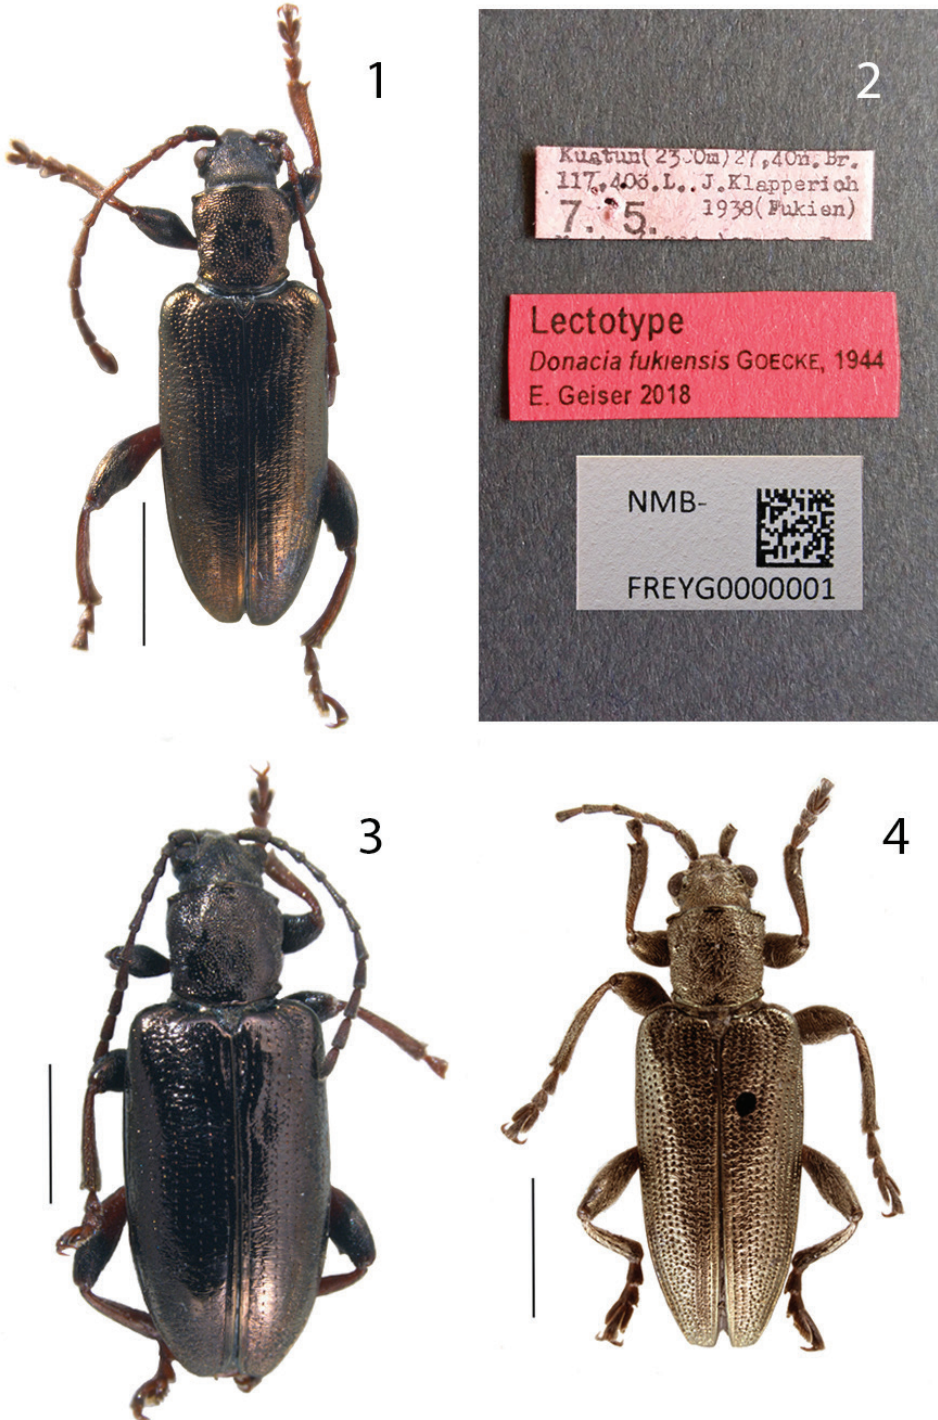 1
2
Kuatun(2300m)27,40n.Br.
117,40ö.L. J.Klapperich
7. 5. 1938(Fukien)
Lectotype
Donacia fukiensis GOECKE, 1944
E. Geiser 2018
NMB-
FREYG0000001
3
4